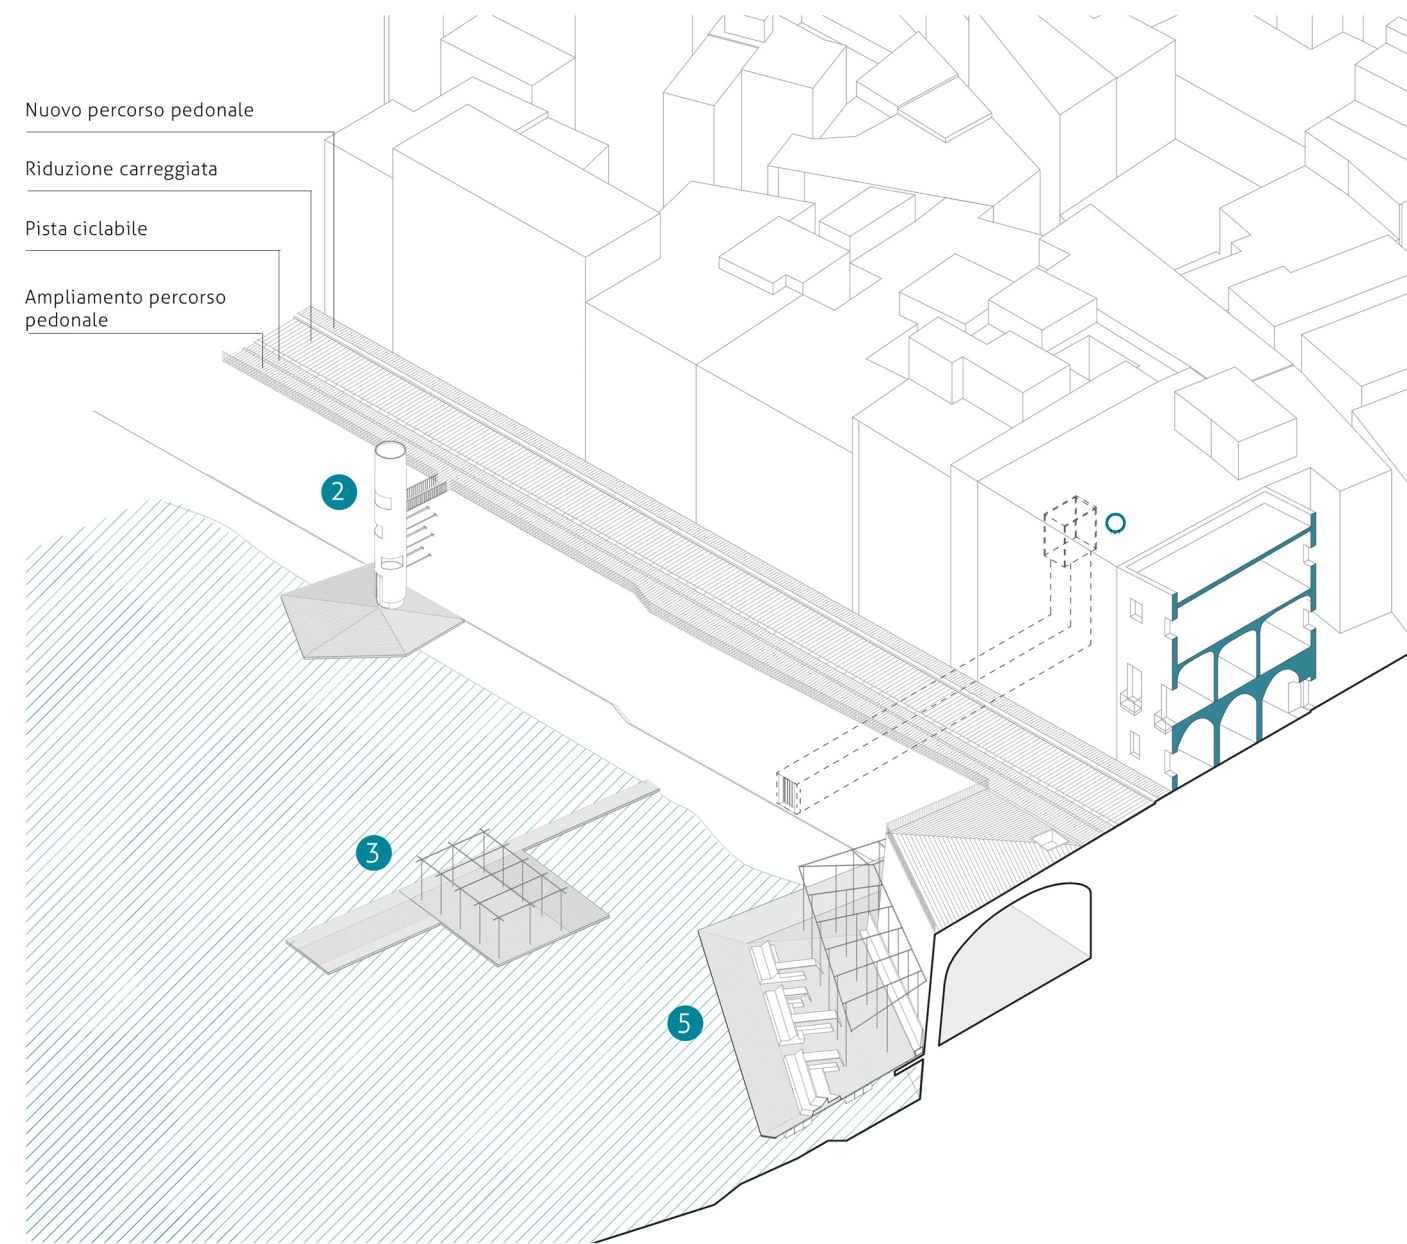 Nuovo percorso pedonale
Riduzione carreggiata
Pista ciclabile
Ampliamento percorso
pedonale
2
3
5